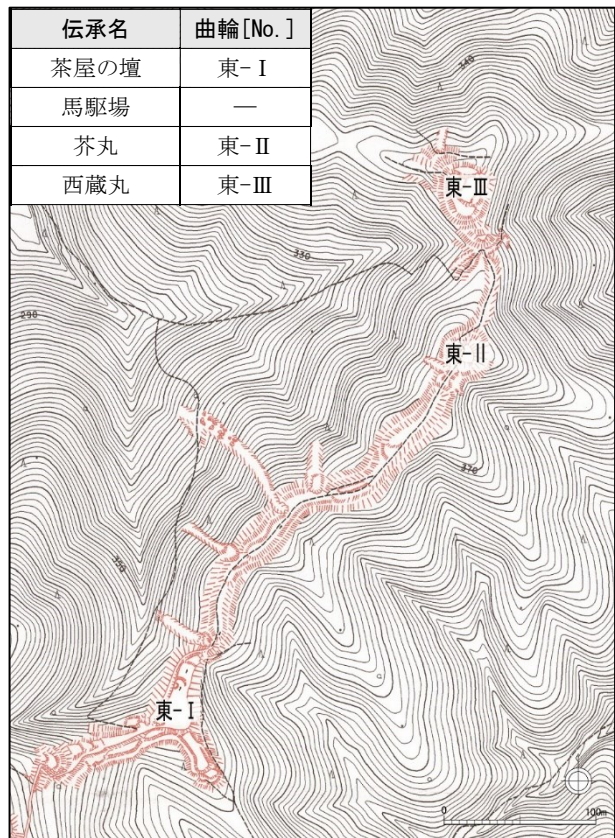 伝承名 曲輪[No.]
茶屋の壇 東-Ⅰ
馬駆場 ―
芥丸 東-Ⅱ
西蔵丸 東-Ⅲ
340
東-Ⅲ
330
290
東-Ⅱ
370
350
東-Ⅰ
0 100m